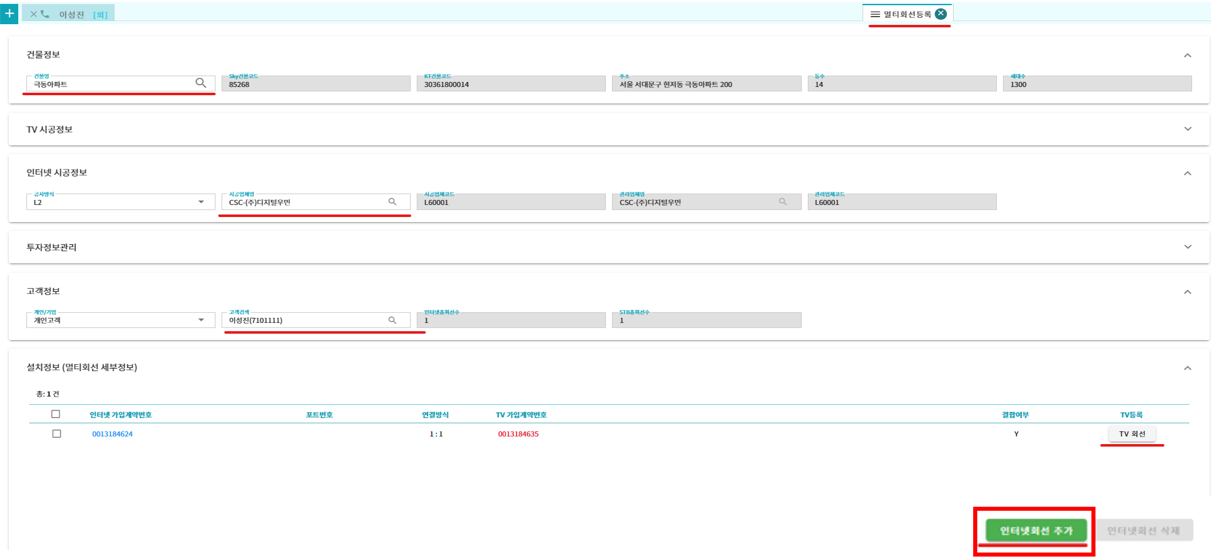 이성진 [회]
멀티회선등록
건물정보
건물명 Sky건물코드 KT건물코드 주소 동수 세대수
극동아파트 85268 30361800014 서울 서대문구 현저동 극동아파트 200 14 1300
TV 시공정보
인터넷 시공정보
공사방식 시공업체명 시공업체코드 관리업체명 관리업체코드
L2 CSC-(주)디지털우먼 L60001 CSC-(주)디지털우먼 L60001
투자정보관리
고객정보
개인/기업 고객검색 인터넷총회선수 STB총회선수
개인고객 이성진(7101111) 1 1
설치정보 (멀티회선 세부정보)
총: 1 건
인터넷 가입계약번호 포트번호 연결방식 TV 가입계약번호 결합여부 TV등록
0013184624 1 : 1 0013184635 Y TV 회선
인터넷회선 추가 인터넷회선 삭제